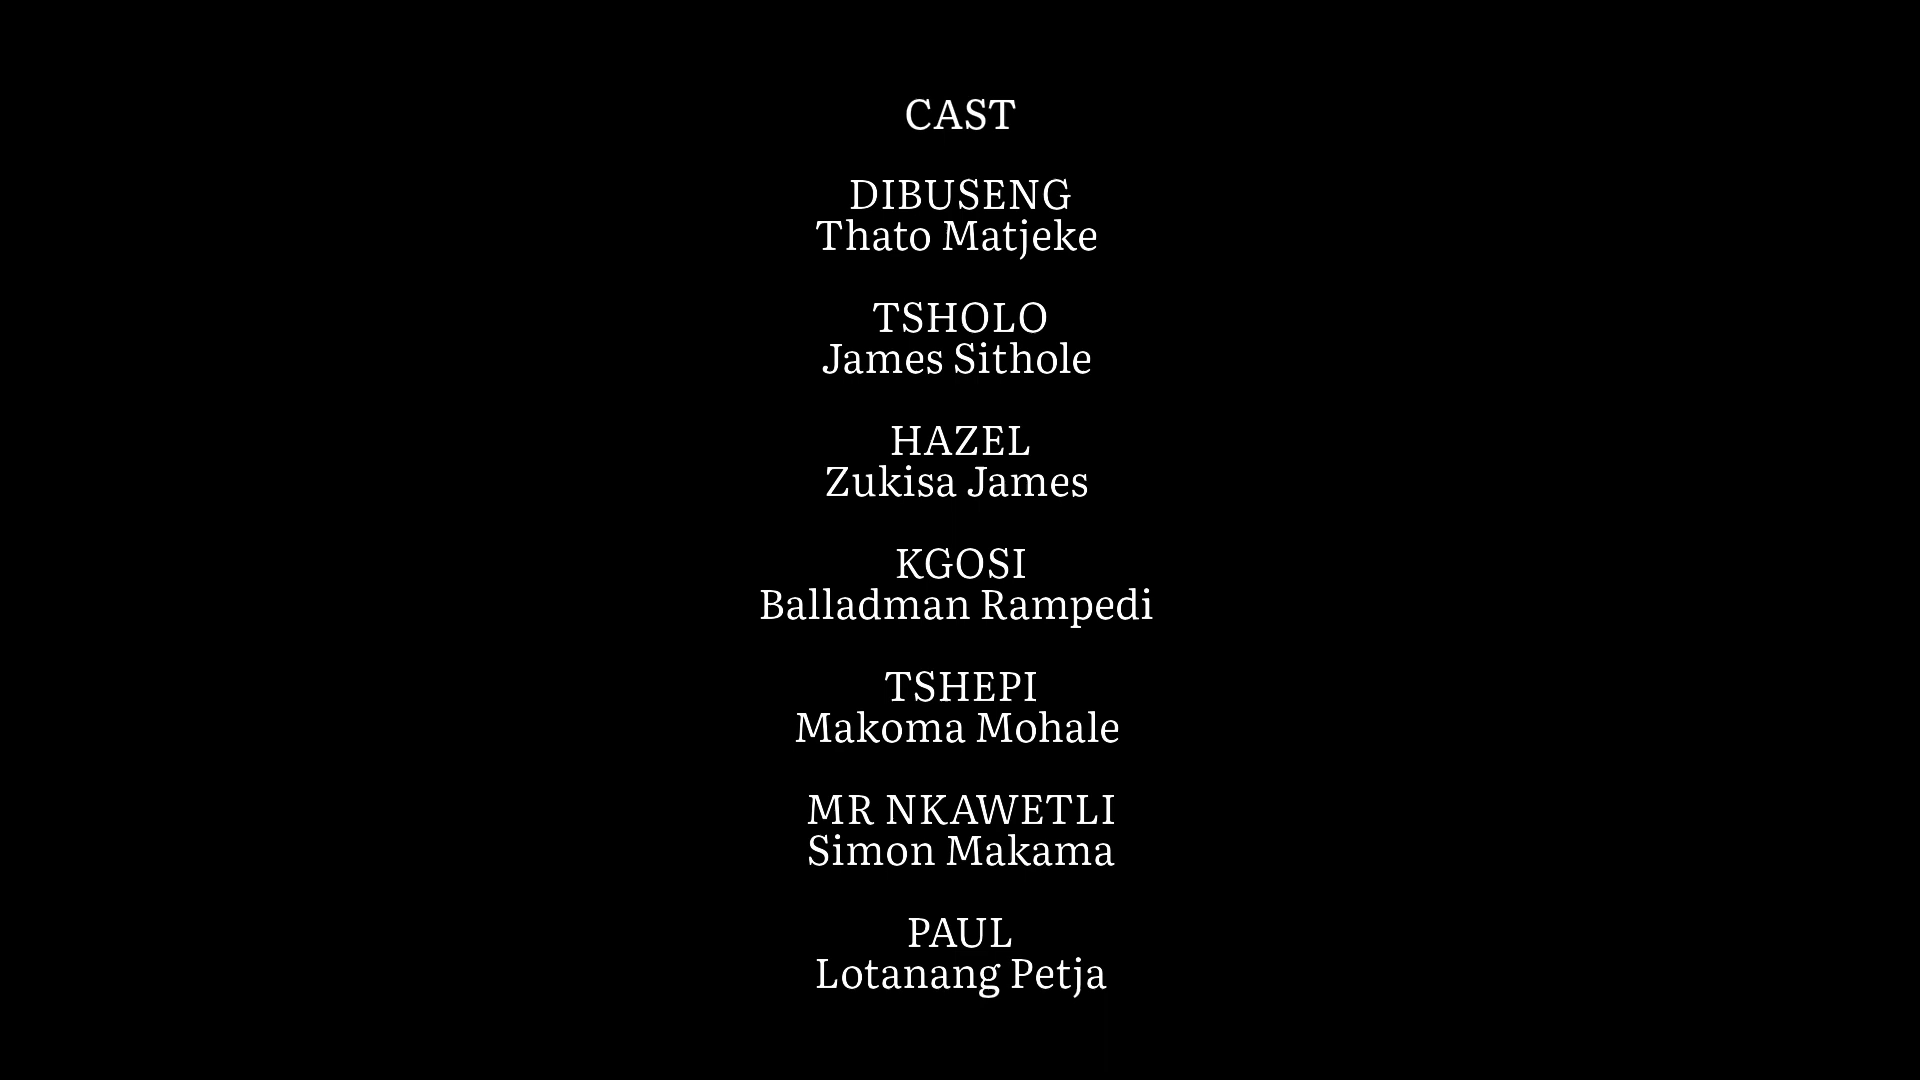 CAST
DIBUSENG
Thato Matjeke
TSHOLO
James Sithole
HAZEL
Zukisa James
KGOSI
Balladman Rampedi
TSHEPI
Makoma Mohale
MR NKAWETLI
Simon Makama
PAUL
Lotanang Petja